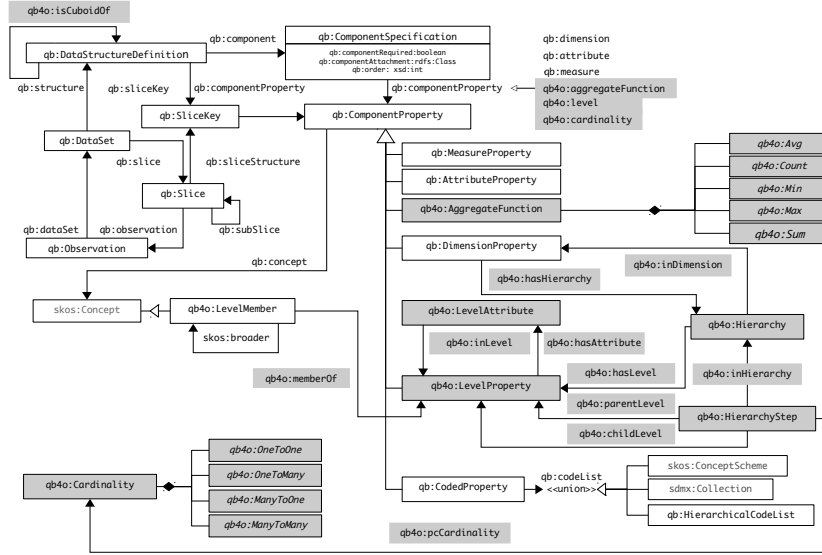 qb4o:isCuboidOf
qb:DataStructureDefinition
qb:component
qb:ComponentSpecification
qb:componentRequired:boolean
qb:componentAttachment:rdfs:Class
qb:order: xsd:int
qb:dimension
qb:attribute
qb:measure
qb4o:aggregateFunction
qb4o:level
qb4o:cardinality
qb:structure
qb:sliceKey
qb:componentProperty
qb:componentProperty
qb:SliceKey
qb:ComponentProperty
qb:DataSet
qb:slice
qb:sliceStructure
qb:MeasureProperty
qb:AttributeProperty
qb4o:AggregateFunction
qb4o:Avg
qb4o:Count
qb4o:Min
qb4o:Max
qb4o:Sum
qb:Slice
qb:subSlice
qb:dataSet
qb:observation
qb:Observation
qb:concept
qb:DimensionProperty
qb4o:hasHierarchy
qb4o:inDimension
skos:Concept
qb4o:LevelMember
skos:broader
qb4o:LevelAttribute
qb4o:Hierarchy
qb4o:inLevel
qb4o:hasAttribute
qb4o:memberOf
qb4o:LevelProperty
qb4o:hasLevel
qb4o:inHierarchy
qb4o:parentLevel
qb4o:HierarchyStep
qb4o:childLevel
qb4o:Cardinality
qb4o:OneToOne
qb4o:OneToMany
qb4o:ManyToOne
qb4o:ManyToMany
qb:CodedProperty
qb:codeList
<<union>>
skos:ConceptScheme
sdmx:Collection
qb:HierarchicalCodeList
qb4o:pcCardinality